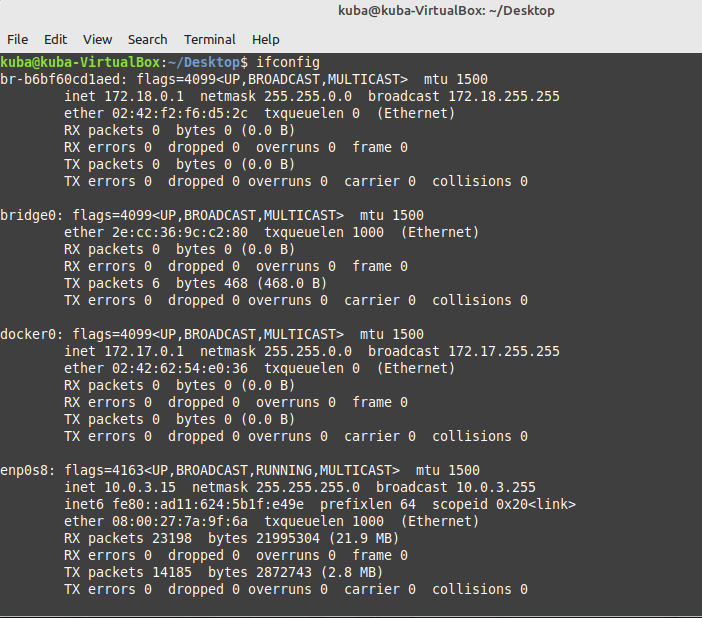 kuba@kuba-VirtualBox: ~/Desktop
File Edit View Search Terminal Help
kuba@kuba-VirtualBox:~/Desktop$ ifconfig
br-b6bf60cd1aed: flags=4099<UP,BROADCAST,MULTICAST>  mtu 1500
        inet 172.18.0.1  netmask 255.255.0.0  broadcast 172.18.255.255
        ether 02:42:f2:f6:d5:2c  txqueuelen 0  (Ethernet)
        RX packets 0  bytes 0 (0.0 B)
        RX errors 0  dropped 0  overruns 0  frame 0
        TX packets 0  bytes 0 (0.0 B)
        TX errors 0  dropped 0 overruns 0  carrier 0  collisions 0

bridge0: flags=4099<UP,BROADCAST,MULTICAST>  mtu 1500
        ether 2e:cc:36:9c:c2:80  txqueuelen 1000  (Ethernet)
        RX packets 0  bytes 0 (0.0 B)
        RX errors 0  dropped 0  overruns 0  frame 0
        TX packets 6  bytes 468 (468.0 B)
        TX errors 0  dropped 0 overruns 0  carrier 0  collisions 0

docker0: flags=4099<UP,BROADCAST,MULTICAST>  mtu 1500
        inet 172.17.0.1  netmask 255.255.0.0  broadcast 172.17.255.255
        ether 02:42:62:54:e0:36  txqueuelen 0  (Ethernet)
        RX packets 0  bytes 0 (0.0 B)
        RX errors 0  dropped 0  overruns 0  frame 0
        TX packets 0  bytes 0 (0.0 B)
        TX errors 0  dropped 0 overruns 0  carrier 0  collisions 0

enp0s8: flags=4163<UP,BROADCAST,RUNNING,MULTICAST>  mtu 1500
        inet 10.0.3.15  netmask 255.255.255.0  broadcast 10.0.3.255
        inet6 fe80::ad11:624:5b1f:e49e  prefixlen 64  scopeid 0x20<link>
        ether 08:00:27:7a:9f:6a  txqueuelen 1000  (Ethernet)
        RX packets 23198  bytes 21995304 (21.9 MB)
        RX errors 0  dropped 0  overruns 0  frame 0
        TX packets 14185  bytes 2872743 (2.8 MB)
        TX errors 0  dropped 0 overruns 0  carrier 0  collisions 0